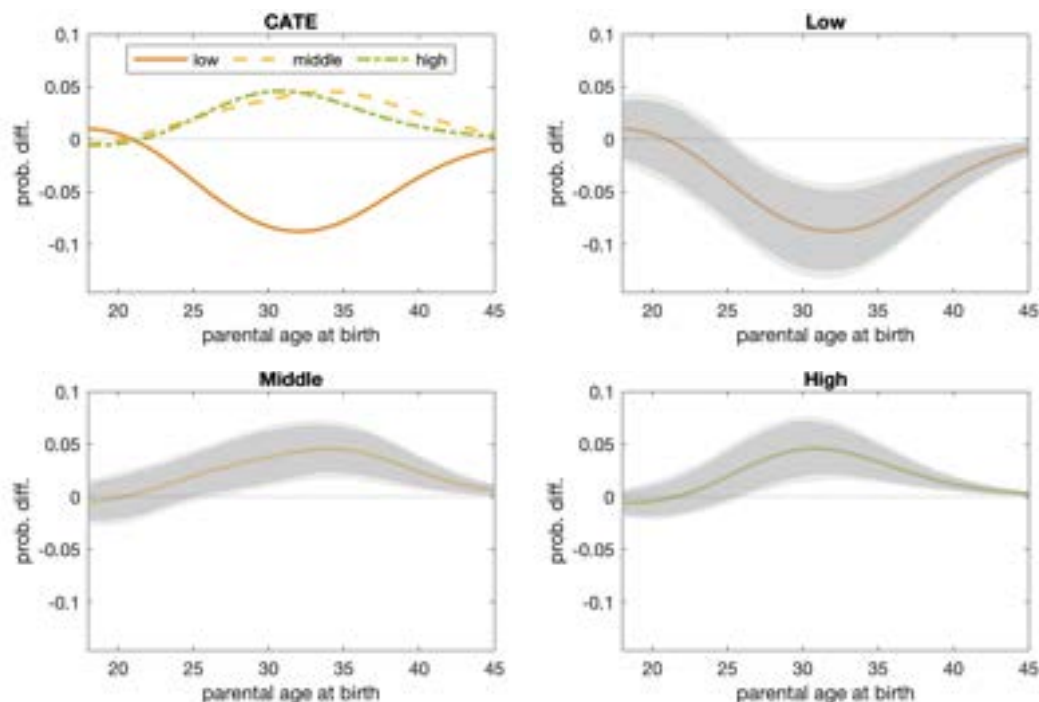 CATE
0.1
0.05
0
-0.05
-0.1
prob. diff.
low middle high
20 25 30 35 40 45
parental age at birth
Low
0.1
0.05
0
-0.05
-0.1
prob. diff.
20 25 30 35 40 45
parental age at birth
Middle
0.1
0.05
0
-0.05
-0.1
prob. diff.
20 25 30 35 40 45
parental age at birth
High
0.1
0.05
0
-0.05
-0.1
prob. diff.
20 25 30 35 40 45
parental age at birth